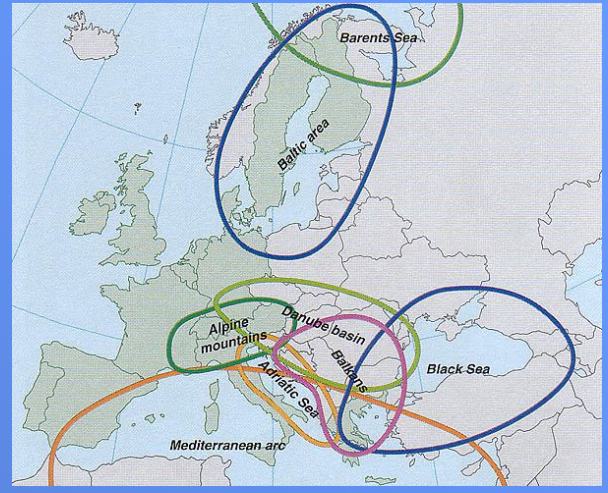 Barents Sea
Baltic area
Danube basin
Alpine
mountains
Balkans
Black Sea
Adriatic Sea
Mediterranean arc